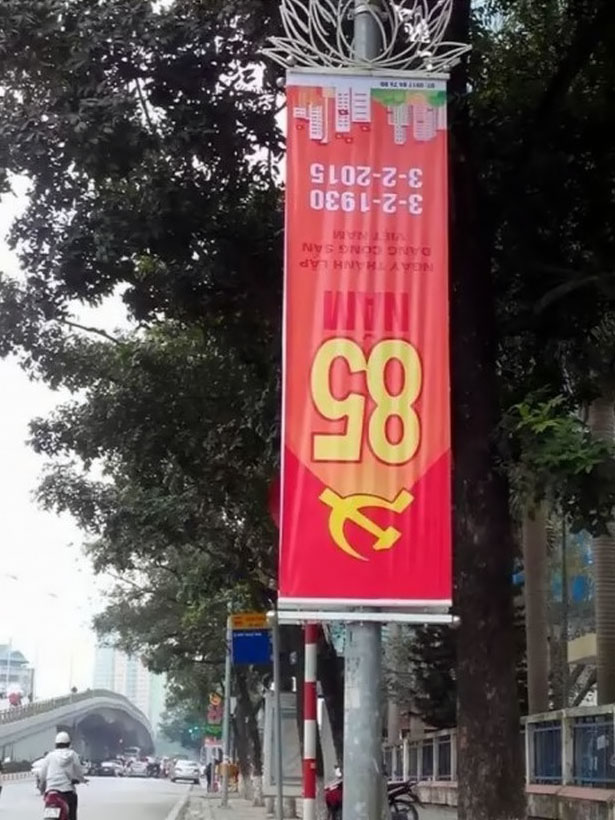 85
NĂM
NGÀY THÀNH LẬP
ĐẢNG CỘNG SẢN
VIỆT NAM
3-2-1930
3-2-2015